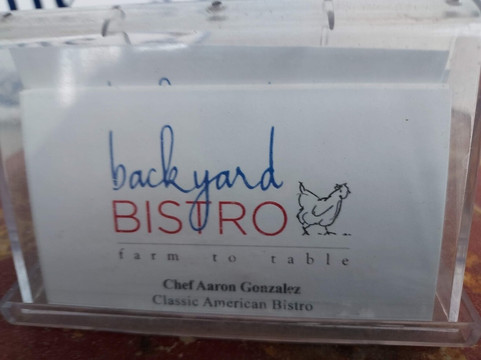 backyard
BISTRO
farm to table
Chef Aaron Gonzalez
Classic American Bistro